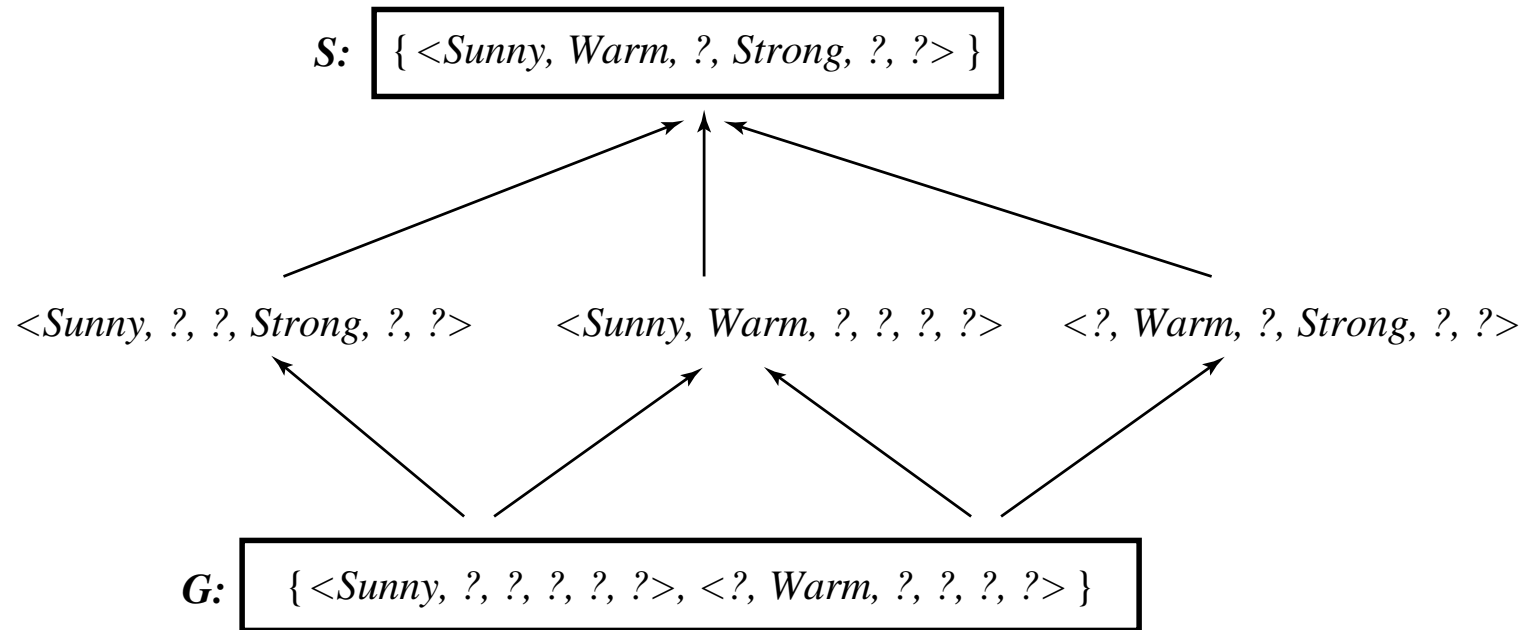 S: { <Sunny, Warm, ?, Strong, ?, ?> }
<Sunny, ?, ?, Strong, ?, ?> <Sunny, Warm, ?, ?, ?, ?> <?, Warm, ?, Strong, ?, ?>
G: { <Sunny, ?, ?, ?, ?, ?>, <?, Warm, ?, ?, ?, ?> }